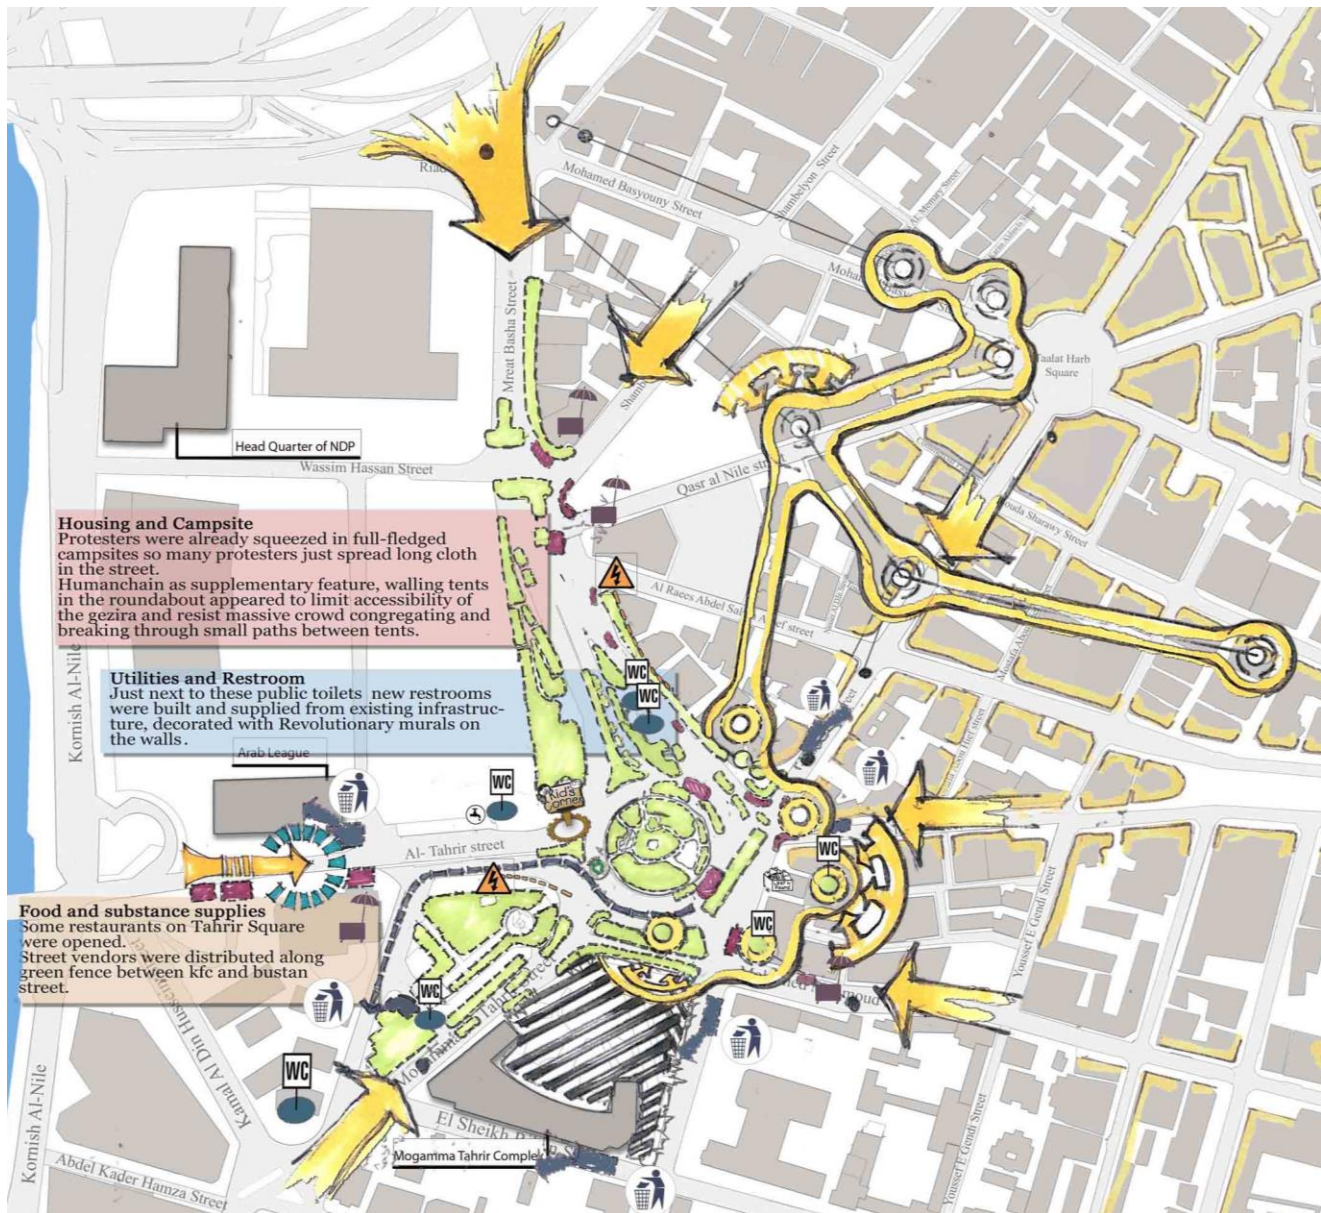 Mohamed Basyouny Street
Shambelyon Street
Al. Memary Street
Mreat Basha Street
Taalat Harb
Square
Head Quarter of NDP
Wassim Hassan Street
Qasr al Nile street
Housing and Campsite
Protesters were already squeezed in full-fledged
campsites so many protesters just spread long cloth
in the street.
Humanchain as supplementary feature, walling tents
in the roundabout appeared to limit accessibility of
the gezira and resist massive crowd congregating and
breaking through small paths between tents.
Al Raees Abdel
street
Kornish Al-Nile
Utilities and Restroom
Just next to these public toilets new restrooms
were built and supplied from existing infrastruc-
ture, decorated with Revolutionary murals on
the walls.
WC
WC
Arab League
WC
Kid's
Corner
Al- Tahrir street
WC
WC
Food and substance supplies
Some restaurants on Tahrir Square
were opened.
Street vendors were distributed along
green fence between kfc and bustan
street.
Youssef E Gendi Street
WC
Tahrir Street
WC
Kamal Al Din Hussein
Kornish Al-Nile
El Sheikh
Mogamma Tahrir Comple
Abdel Kader Hamza Street
Youssef E Gendi Street